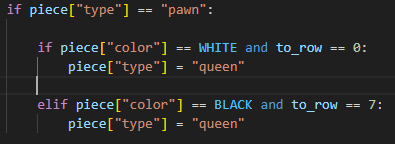 if piece["type"] == "pawn":
if piece["color"] == WHITE and to_row == 0:
piece["type"] = "queen"
elif piece["color"] == BLACK and to_row == 7:
piece["type"] = "queen"